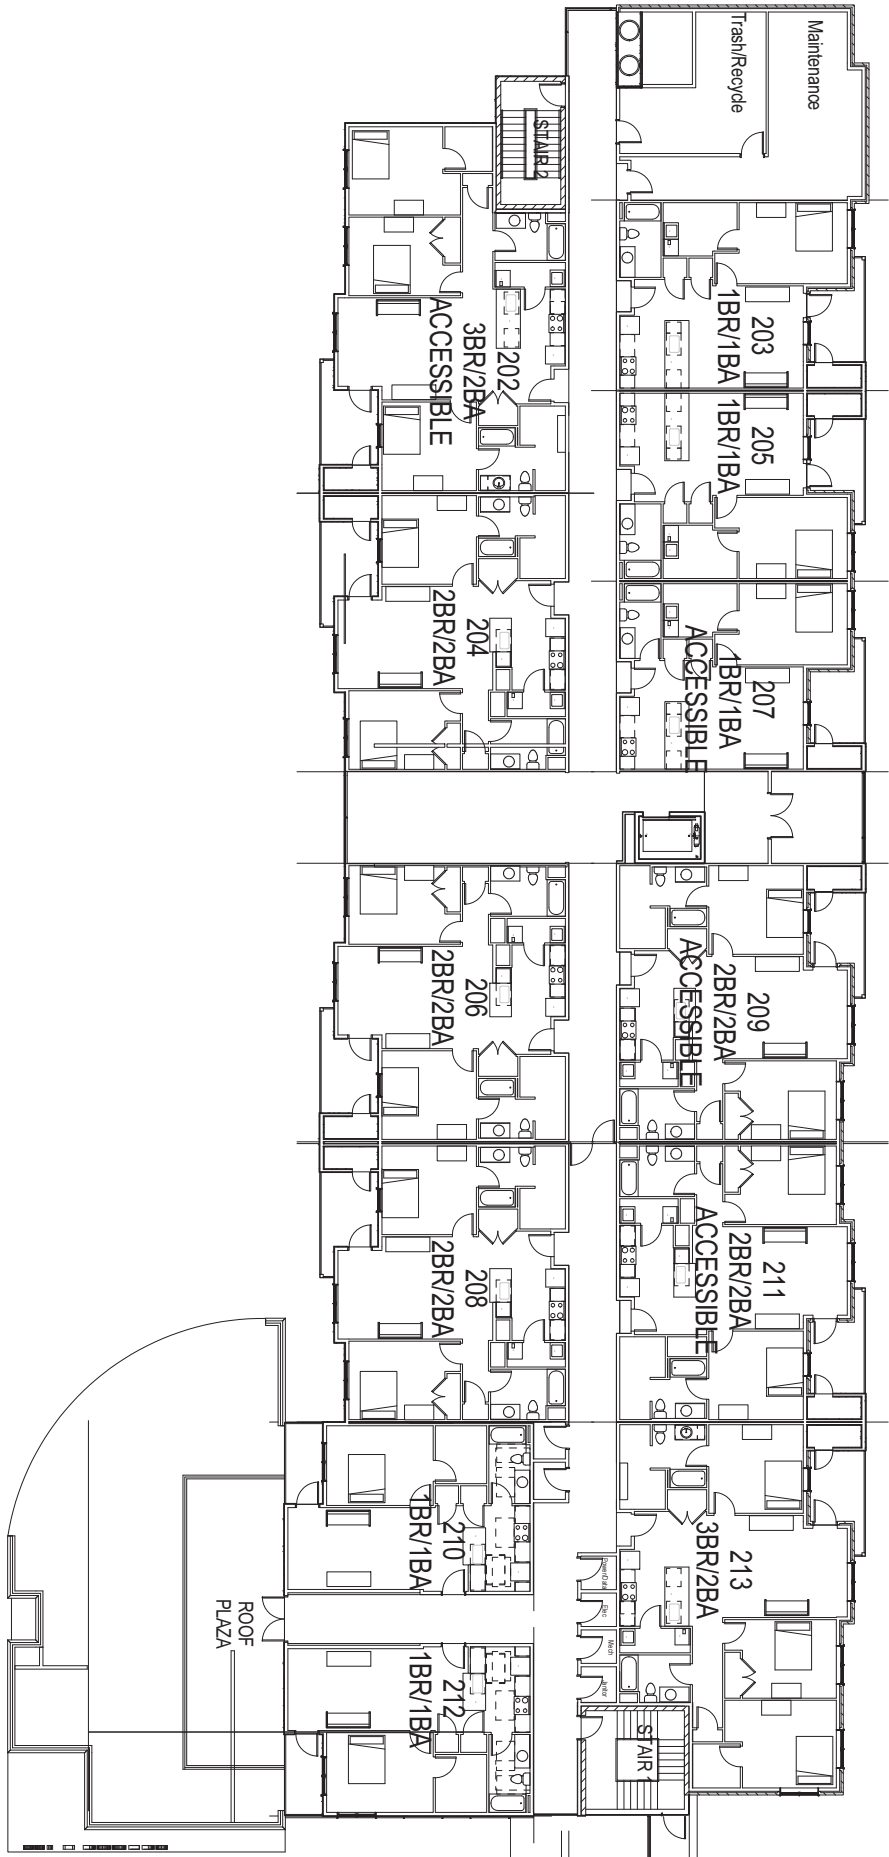 Maintenance
Trash/Recycle
STAIR 2
202
3BR/2BA
ACCESSIBLE
203
1BR/1BA
205
1BR/1BA
204
2BR/2BA
207
1BR/1BA
ACCESSIBLE
206
2BR/2BA
209
2BR/2BA
ACCESSIBLE
208
2BR/2BA
211
2BR/2BA
ACCESSIBLE
210
1BR/1BA
213
3BR/2BA
Power/Data
Elec
Mech
Janitor
ROOF
PLAZA
212
1BR/1BA
STAIR 1